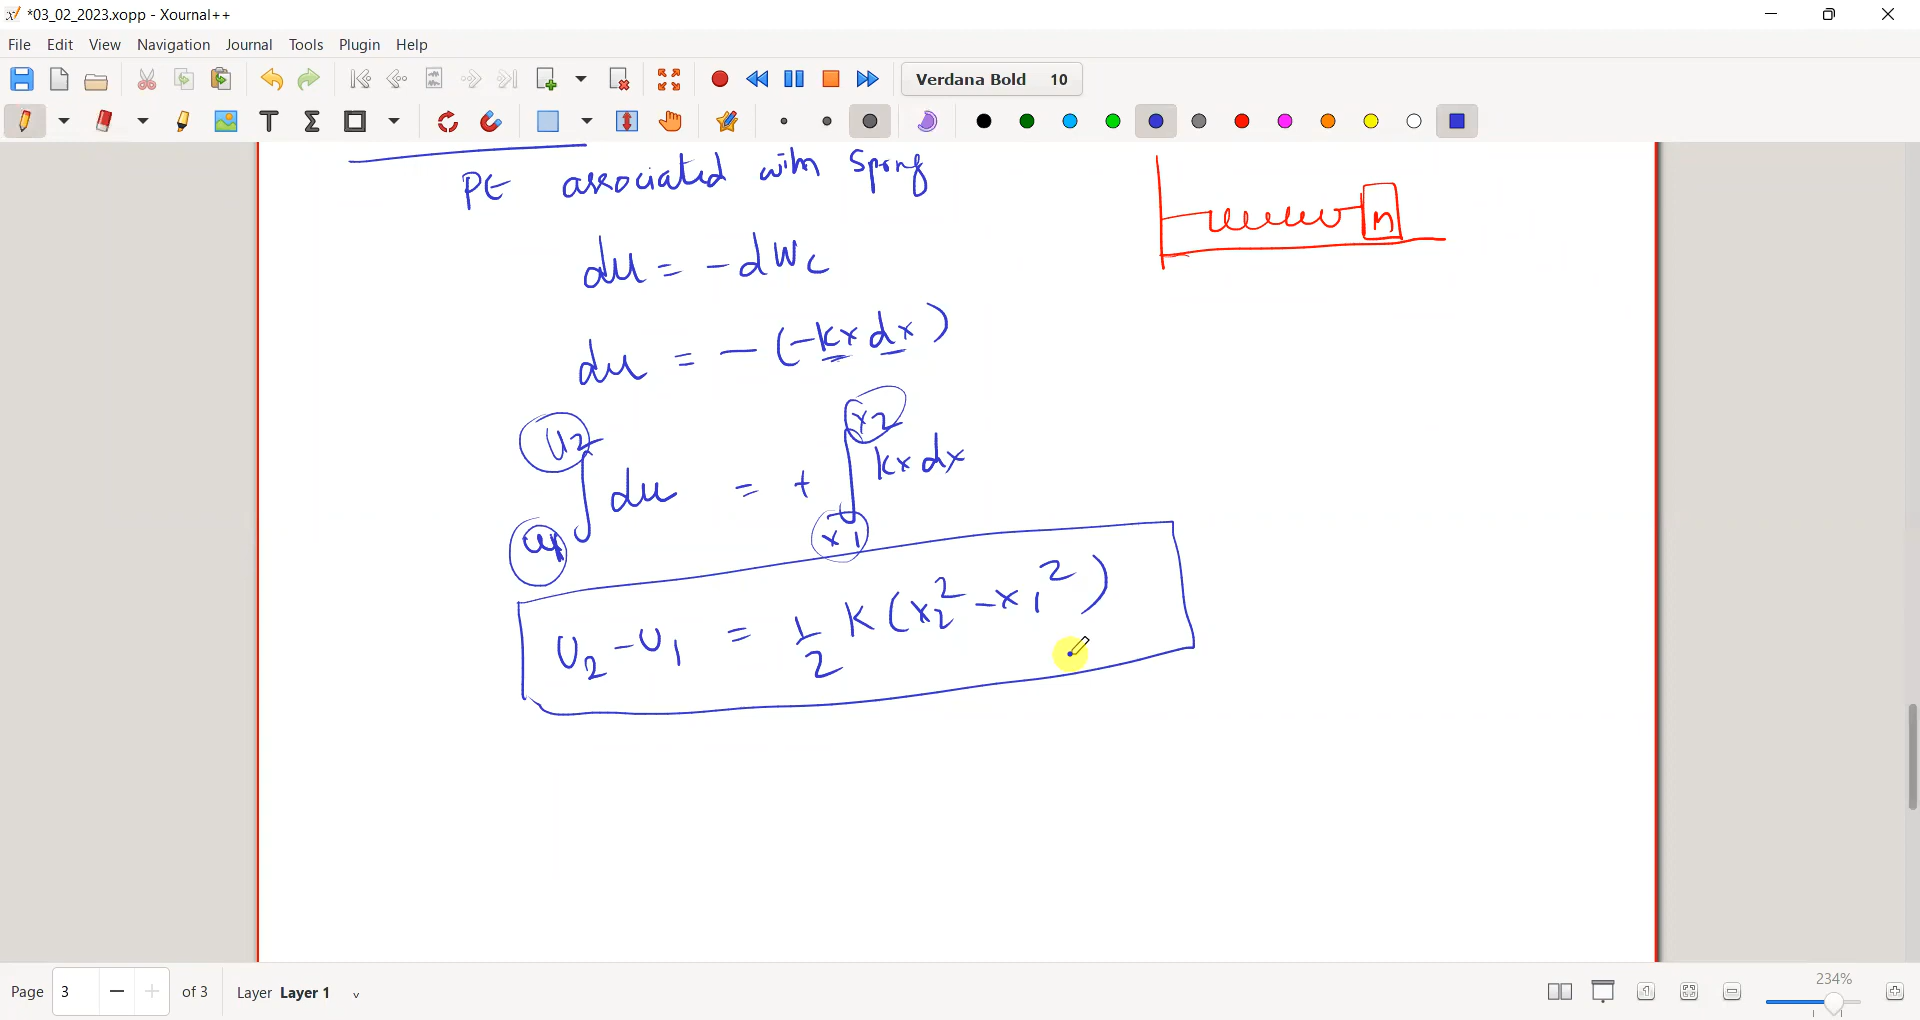 *03_02_2023.xopp - Xournal++
File Edit View Navigation Journal Tools Plugin Help
Verdana Bold 10
PE associated with Spring
m
du = -dWc
du = -(-kx dx)
∫_{U1}^{U2} du = + ∫_{x1}^{x2} kx dx
U₂ - U₁ = 1/2 K (x₂² - x₁²)
Page 3 of 3 Layer Layer 1
234%